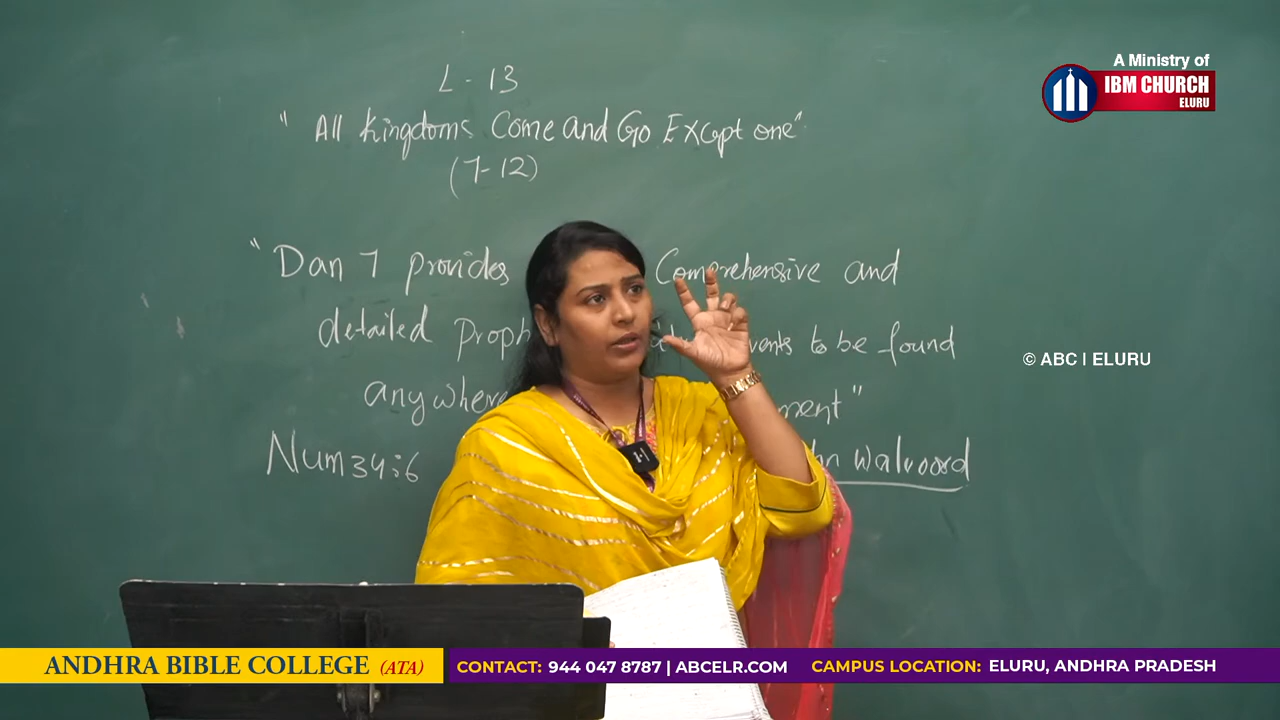 L - 13
" All Kingdoms Come and Go Except one"
(7-12)
" Dan 7 provides Comprehensive and
detailed Proph to be found
anywhere ment "
Num 34:6 Walvoord
A Ministry of
IBM CHURCH
ELURU
© ABC | ELURU
ANDHRA BIBLE COLLEGE (ATA) CONTACT: 944 047 8787 | ABCELR.COM CAMPUS LOCATION: ELURU, ANDHRA PRADESH